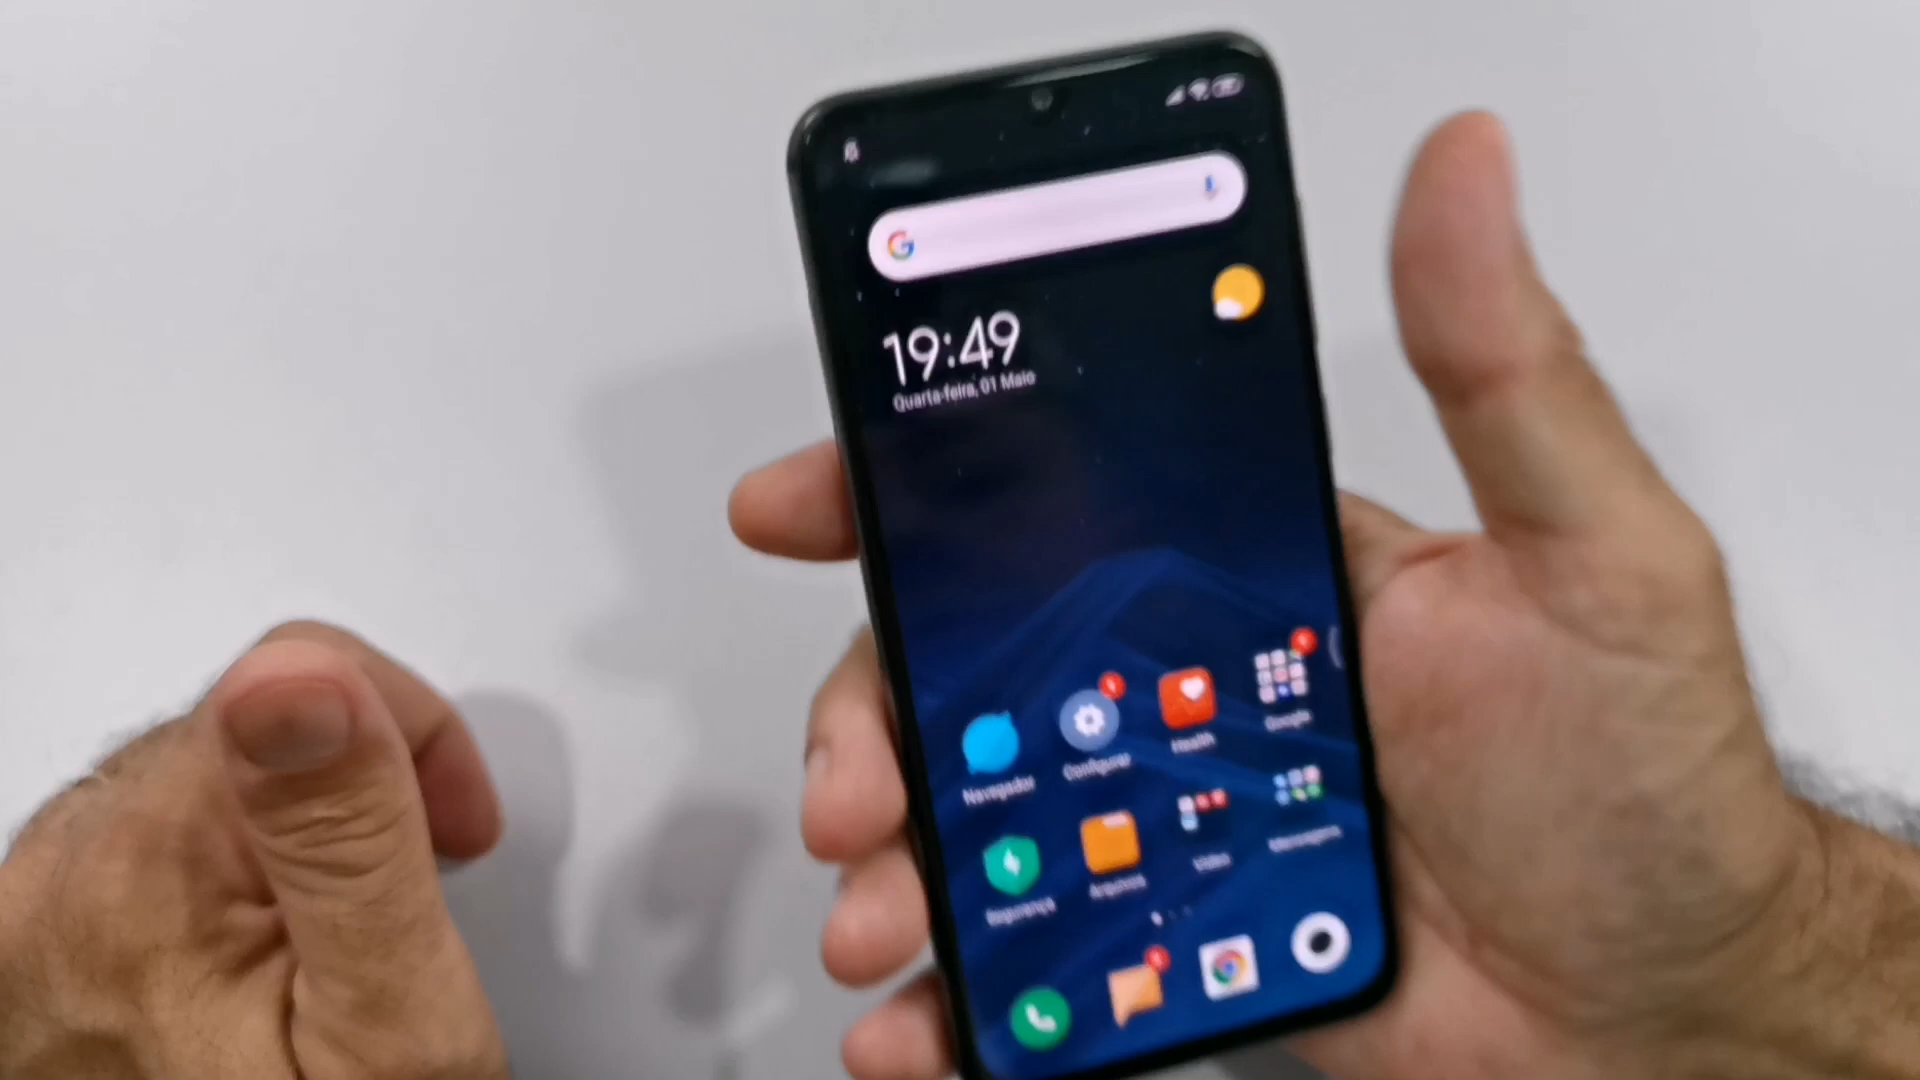 19:49
Quarta-feira, 01 Maio
Navegador
Configurar
Health
Google
Segurança
Arquivos
Vídeo
Mensagens